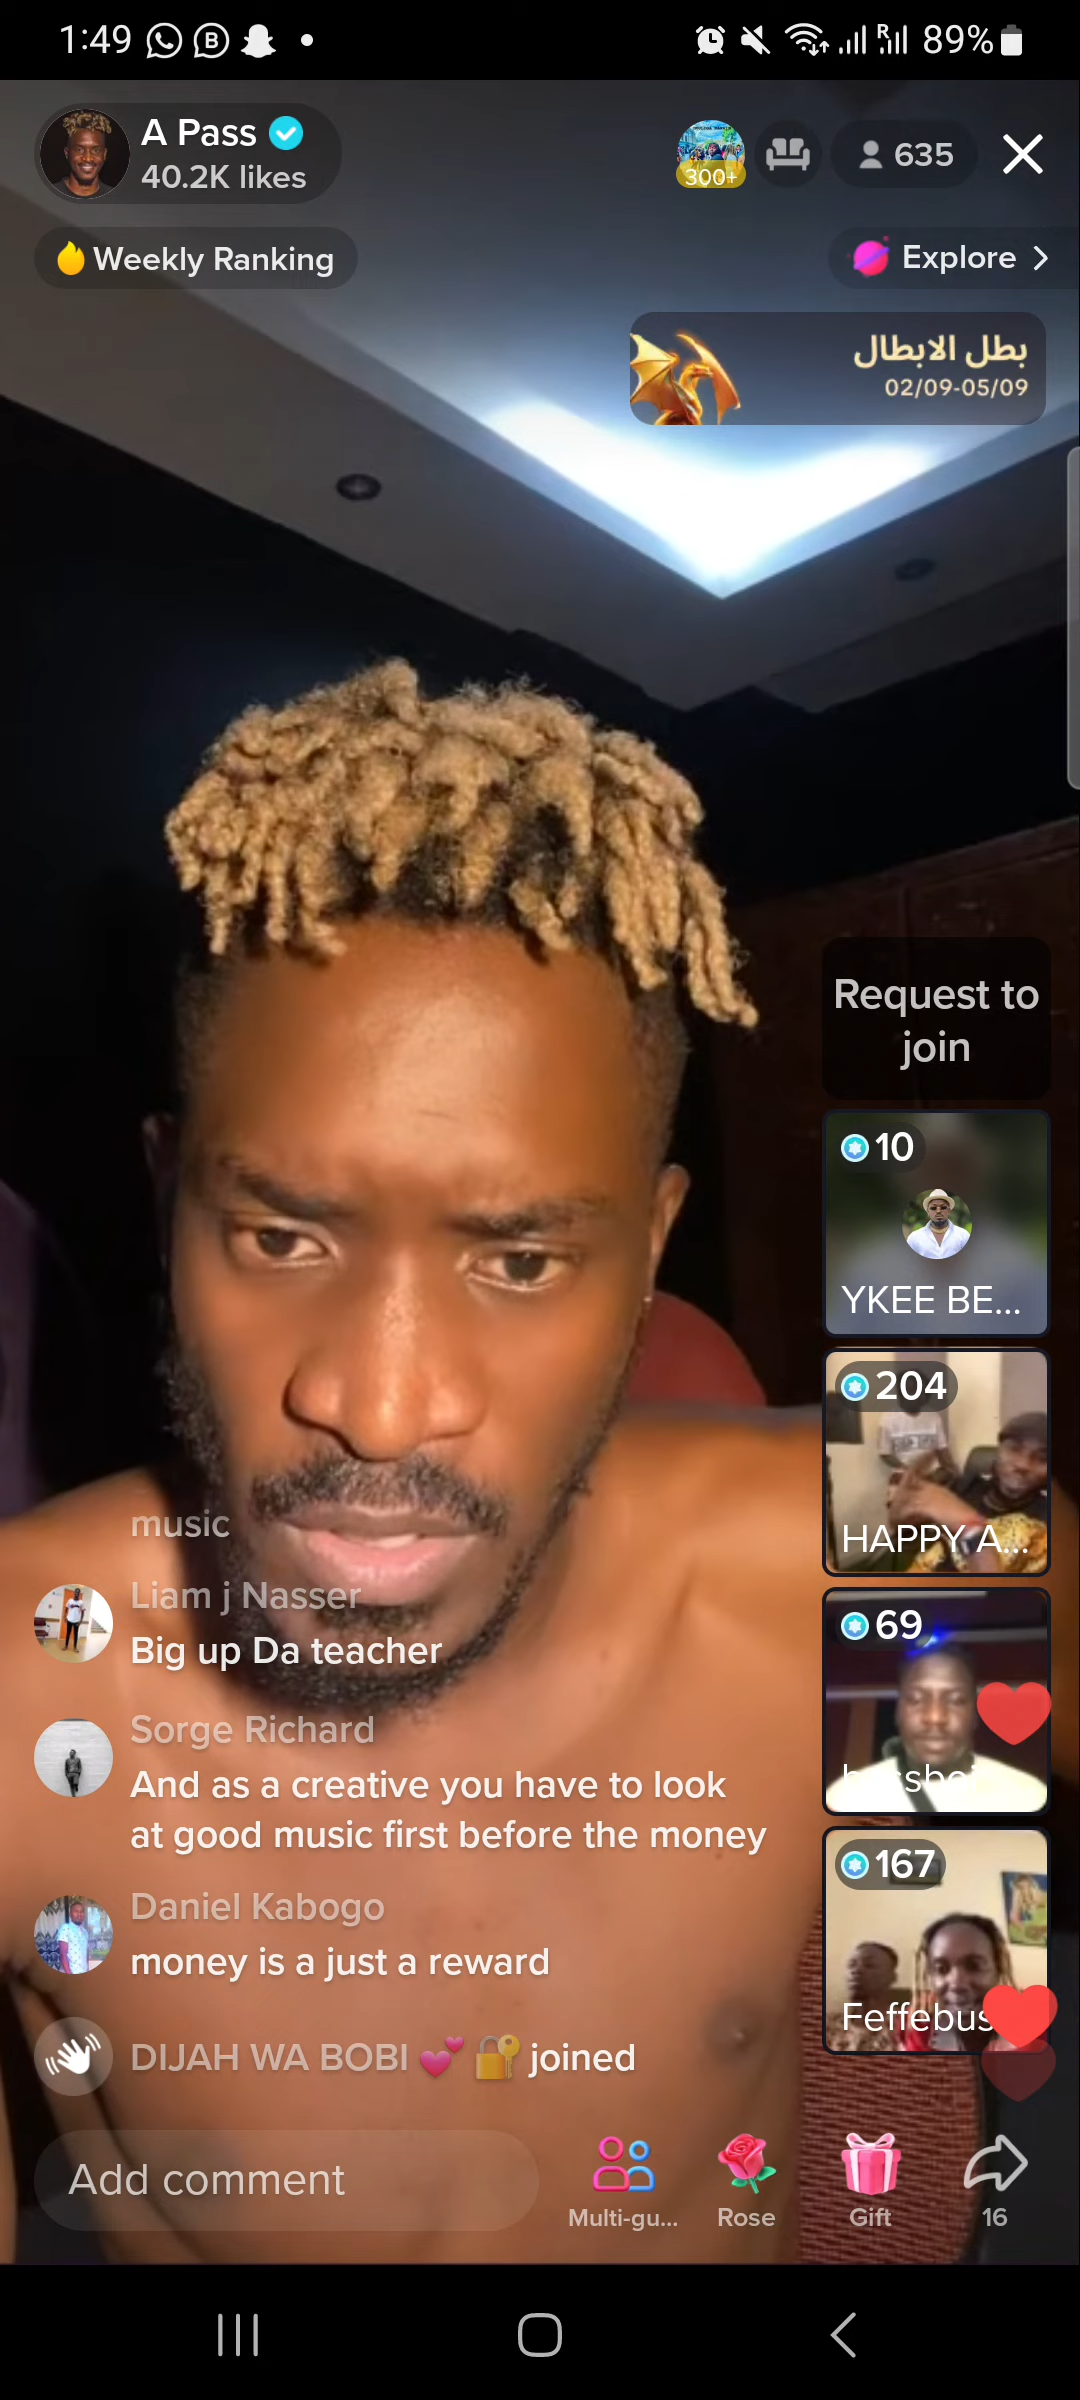 1:49
89%
A Pass
40.2K likes
300+
635
Weekly Ranking
Explore
بطل الابطال
02/09-05/09
Request to
join
10
YKEE BE...
204
HAPPY A...
69
167
Feffebus
music
Liam j Nasser
Big up Da teacher
Sorge Richard
And as a creative you have to look
at good music first before the money
Daniel Kabogo
money is a just a reward
DIJAH WA BOBI 💕 🔐 joined
Add comment
Multi-gu...
Rose
Gift
16